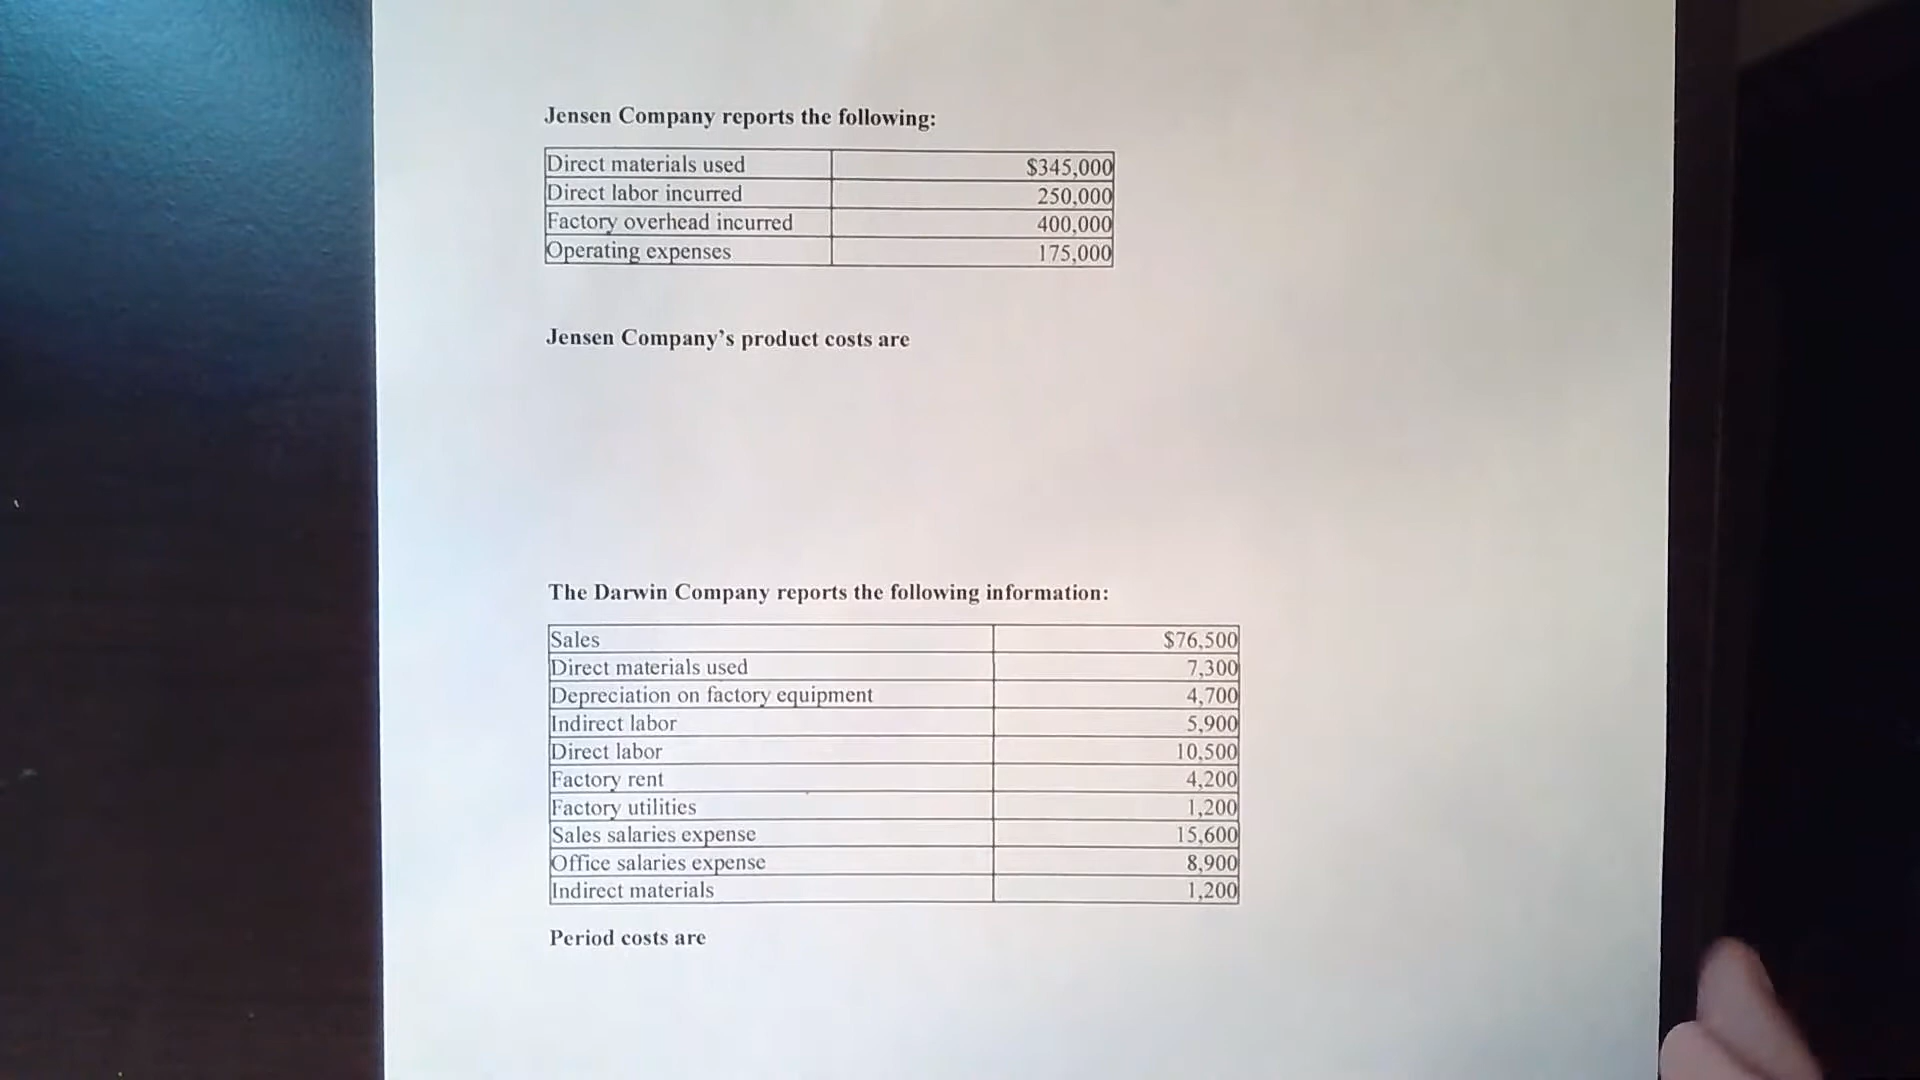 Jensen Company reports the following:
Direct materials used $345,000
Direct labor incurred 250,000
Factory overhead incurred 400,000
Operating expenses 175,000
Jensen Company’s product costs are
The Darwin Company reports the following information:
Sales $76,500
Direct materials used 7,300
Depreciation on factory equipment 4,700
Indirect labor 5,900
Direct labor 10,500
Factory rent 4,200
Factory utilities 1,200
Sales salaries expense 15,600
Office salaries expense 8,900
Indirect materials 1,200
Period costs are